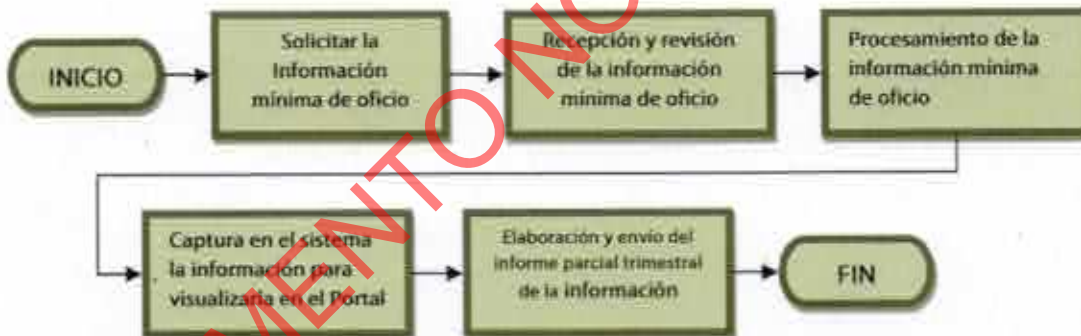 INICIO
Solicitar la
Información
mínima de oficio
Recepción y revisión
de la información
mínima de oficio
Procesamiento de la
información mínima
de oficio
Captura en el sistema
la información para
visualizarla en el Portal
Elaboración y envío del
informe parcial trimestral
de la información
FIN
MENTO NO